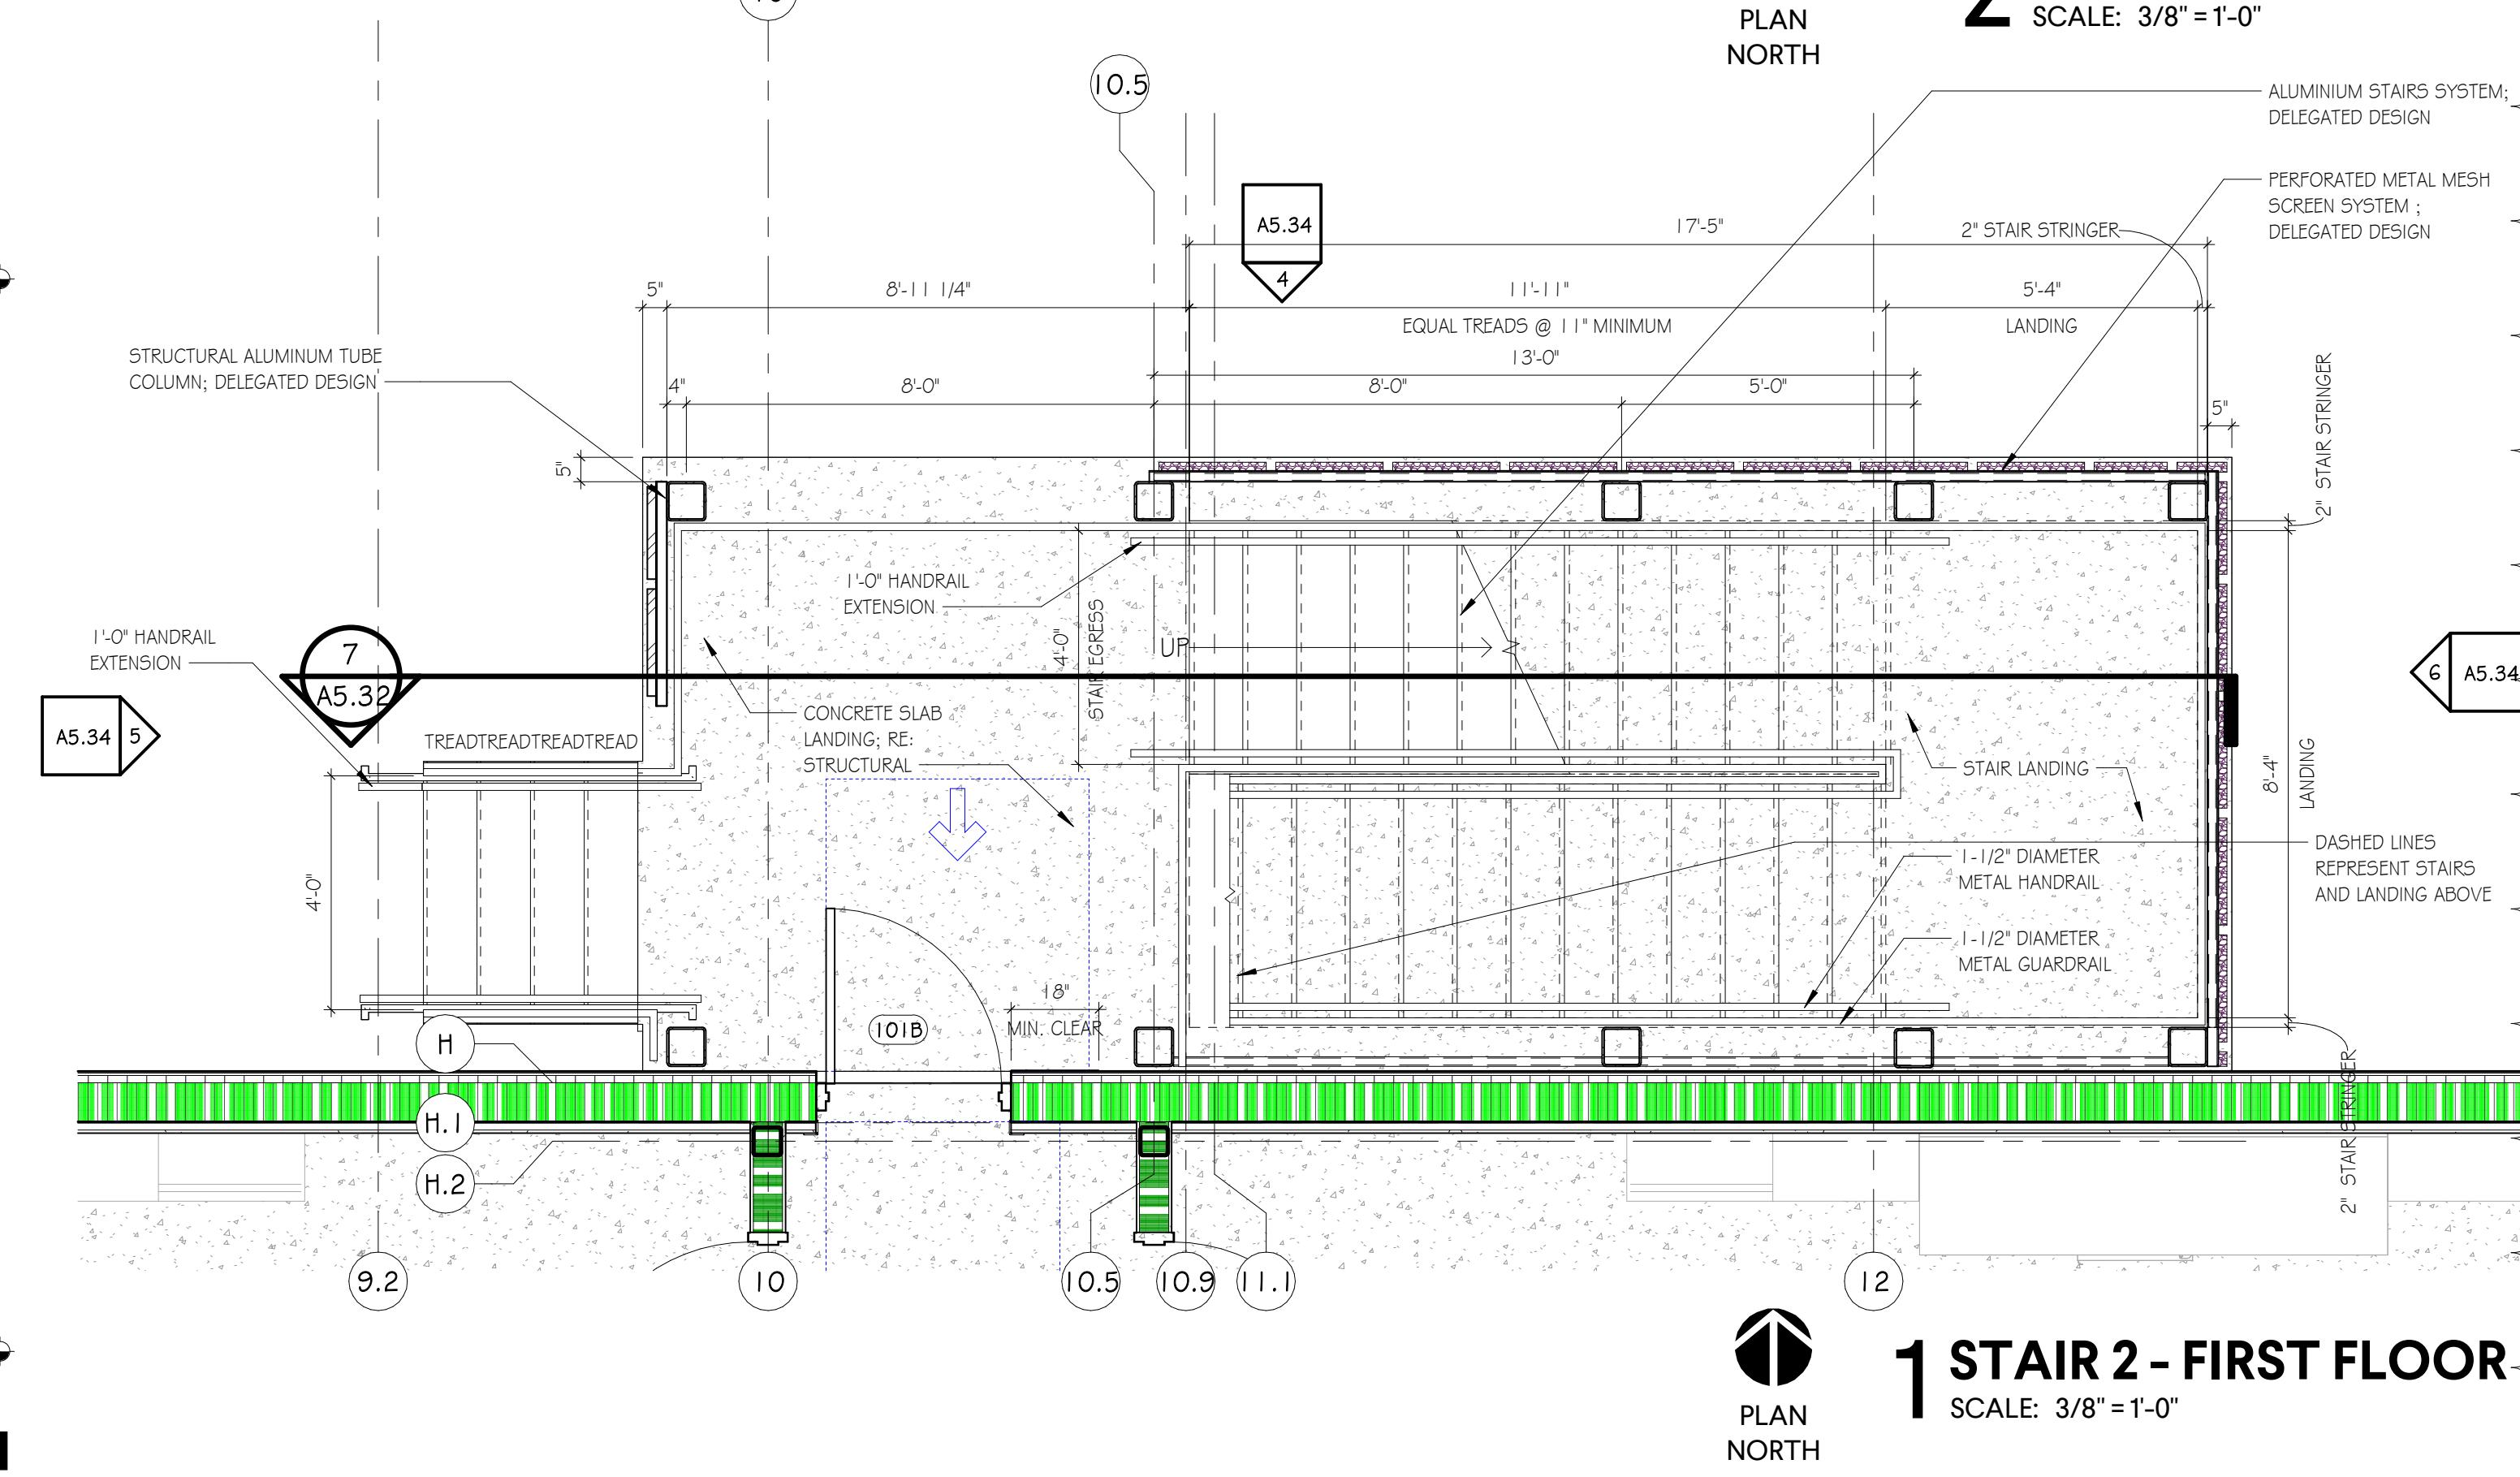 PLAN
NORTH
SCALE: 3/8" = 1'-0"
10.5
ALUMINIUM STAIRS SYSTEM;
DELEGATED DESIGN
PERFORATED METAL MESH
SCREEN SYSTEM ;
DELEGATED DESIGN
A5.34
4
17'-5"
2" STAIR STRINGER
5"
8'-11 1/4"
11'-11"
5'-4"
EQUAL TREADS @ 11" MINIMUM
LANDING
13'-0"
4"
8'-0"
8'-0"
5'-0"
STRUCTURAL ALUMINUM TUBE
COLUMN; DELEGATED DESIGN
2" STAIR STRINGER
5"
5"
1'-0" HANDRAIL
EXTENSION
1'-0" HANDRAIL
EXTENSION
4'-0"
STAIR EGRESS
UP
7
A5.32
A5.34
5
6
A5.34
TREADTREADTREADTREAD
CONCRETE SLAB
LANDING; RE:
STRUCTURAL
STAIR LANDING
8'-4"
LANDING
4'-0"
DASHED LINES
REPRESENT STAIRS
AND LANDING ABOVE
1-1/2" DIAMETER
METAL HANDRAIL
1-1/2" DIAMETER
METAL GUARDRAIL
18"
MIN. CLEAR
101B
H
H.1
H.2
2" STAIR STRINGER
9.2
10
10.5
10.9
11.1
12
PLAN
NORTH
1
STAIR 2 - FIRST FLOOR
SCALE: 3/8" = 1'-0"